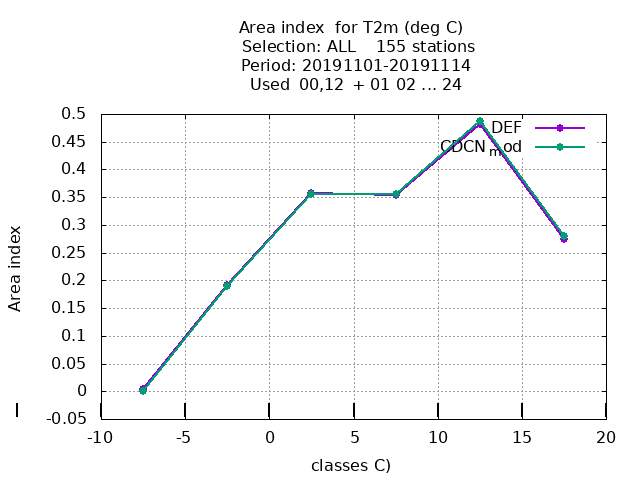 Area index  for T2m (deg C)
Selection: ALL    155 stations
Period: 20191101-20191114
Used  00,12  + 01 02 ... 24
0.5
0.45
0.4
0.35
0.3
0.25
0.2
0.15
0.1
0.05
0
-0.05
-10
-5
0
5
10
15
20
DEF
CDCN mod
Area index
classes C)